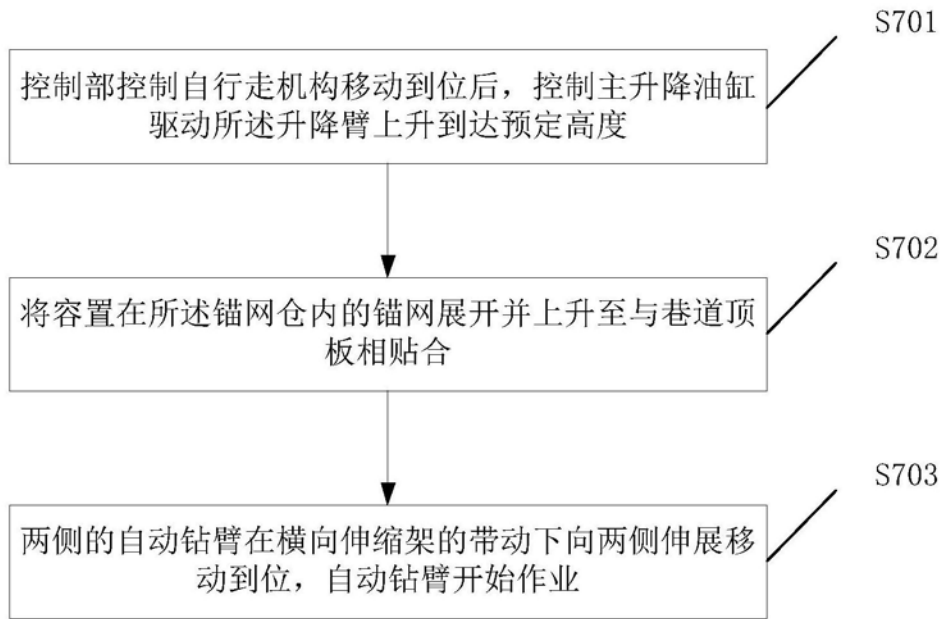 S701
控制部控制自行走机构移动到位后，控制主升降油缸
驱动所述升降臂上升到达预定高度
S702
将容置在所述锚网仓内的锚网展开并上升至与巷道顶
板相贴合
S703
两侧的自动钻臂在横向伸缩架的带动下向两侧伸展移
动到位，自动钻臂开始作业